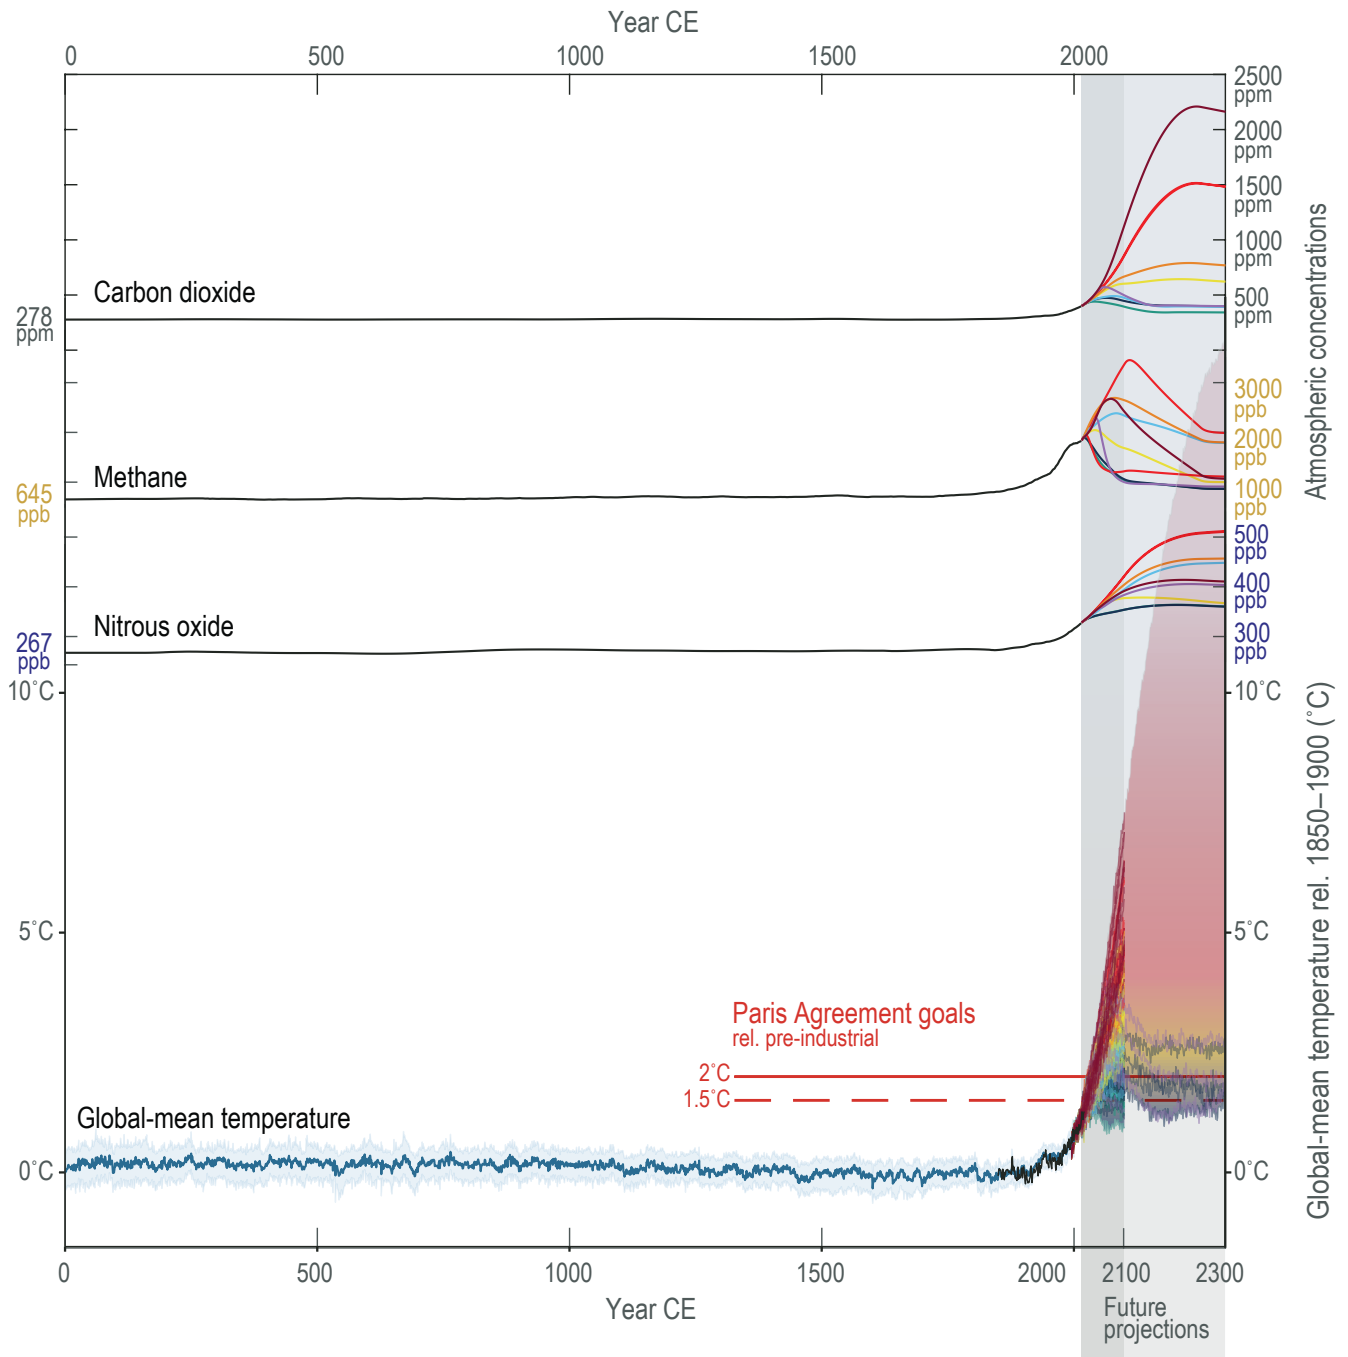 Year CE
0 500 1000 1500 2000
2500
ppm
2000
ppm
1500
ppm
1000
ppm
500
ppm
Atmospheric concentrations
Carbon dioxide
278
ppm
3000
ppb
2000
ppb
1000
ppb
Methane
645
ppb
500
ppb
400
ppb
300
ppb
Nitrous oxide
267
ppb
10°C
10°C
5°C
5°C
0°C
0°C
Global-mean temperature rel. 1850–1900 (°C)
Paris Agreement goals
rel. pre-industrial
2°C
1.5°C
Global-mean temperature
0 500 1000 1500 2000 2100 2300
Year CE
Future
projections